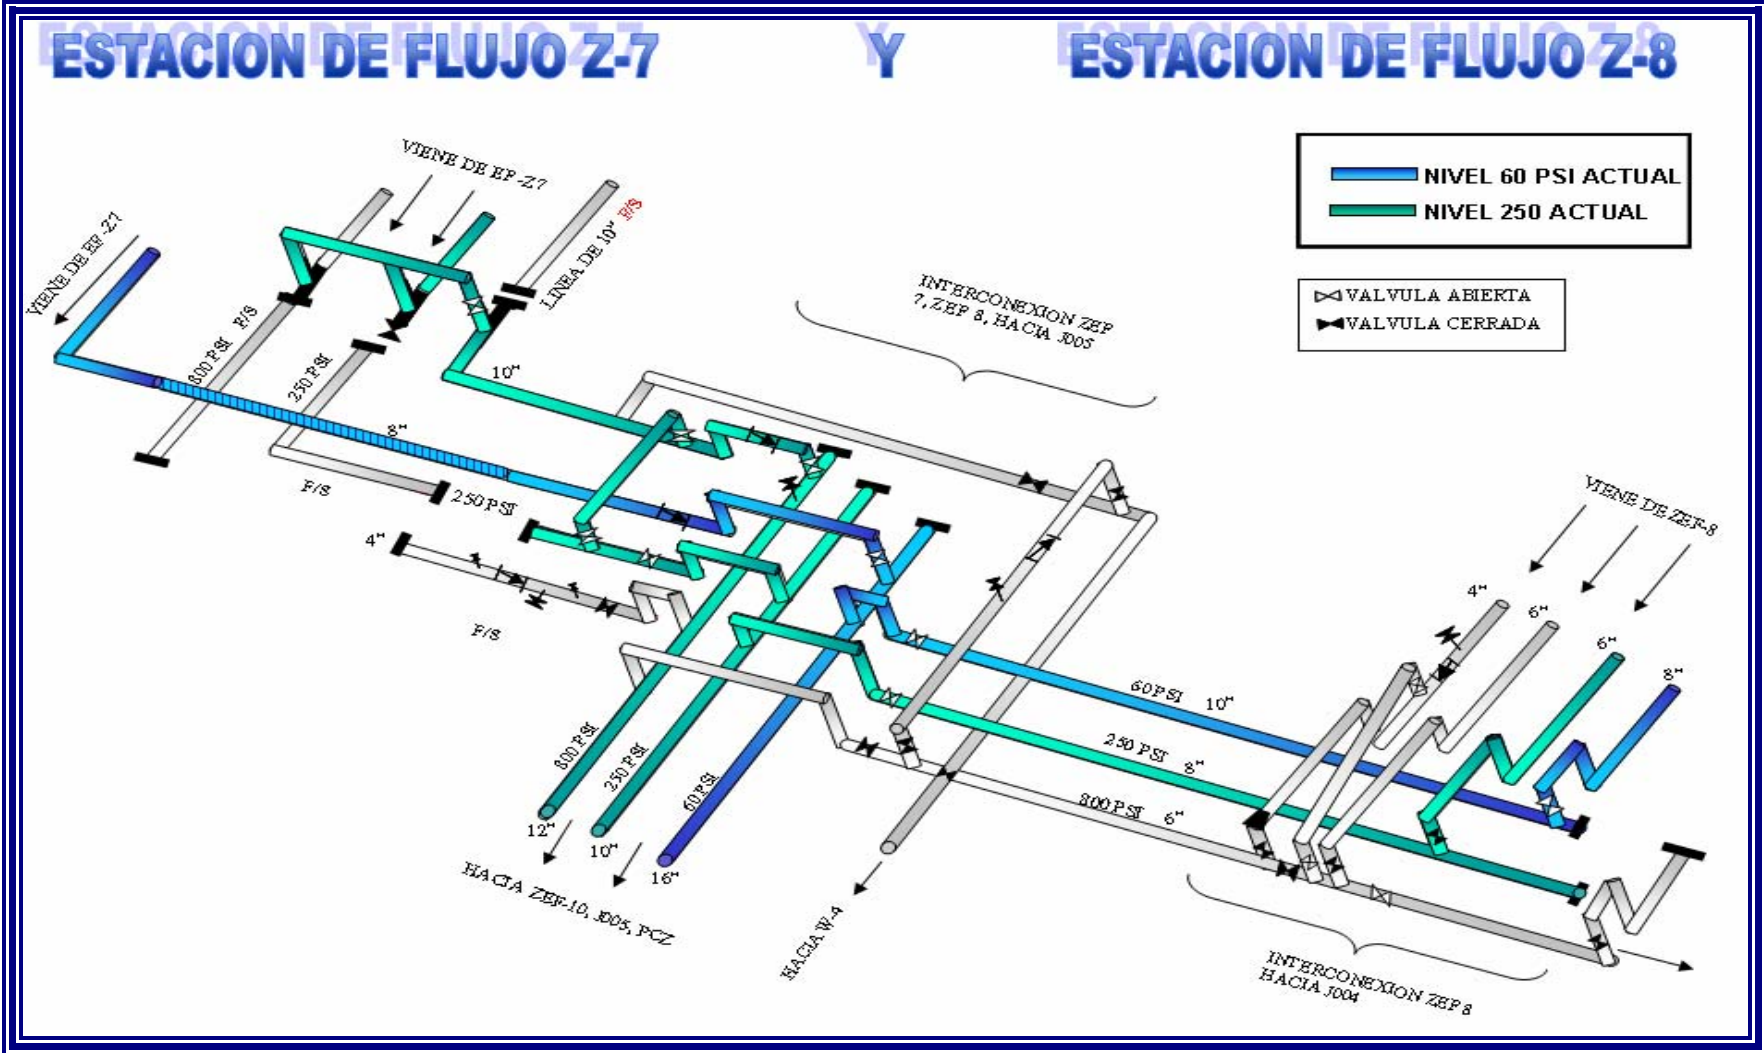 ESTACION DE FLUJO Z-7 Y ESTACION DE FLUJO Z-8
NIVEL 60 PSI ACTUAL
NIVEL 250 ACTUAL
VALVULA ABIERTA
VALVULA CERRADA
VIENE DE EF-Z7
VIENE DE EF-Z7
LINEA DE 10" F/S
800 PSI F/S
250 PSI
10"
8"
F/S
250 PSI
4"
F/S
INTERCONEXION ZEF
7, ZEF 8, HACIA J005
VIENE DE ZEF-8
4"
6"
6"
8"
60 PSI 10"
250 PSI 8"
800 PSI 6"
800 PSI
250 PSI
60 PSI
12"
10"
16"
HACIA ZEF-10, J005, PCZ
HACIA W-4
INTERCONEXION ZEF 8
HACIA J004